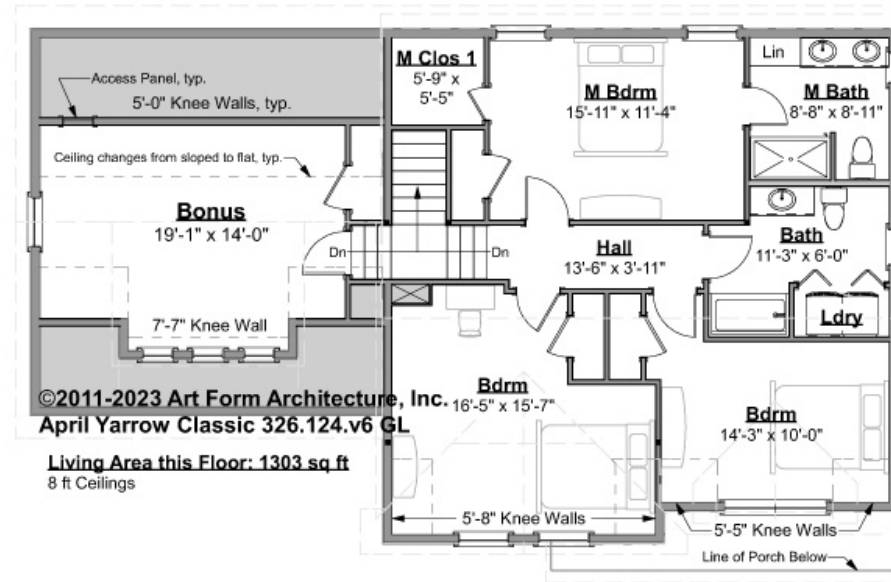 M Clos 1
5'-9" x
5'-5"
Lin
M Bdrm
15'-11" x 11'-4"
M Bath
8'-8" x 8'-11"
Access Panel, typ.
5'-0" Knee Walls, typ.
Ceiling changes from sloped to flat, typ.
Bonus
19'-1" x 14'-0"
Dn
Dn
Hall
13'-6" x 3'-11"
Bath
11'-3" x 6'-0"
Ldry
7'-7" Knee Wall
Bdrm
16'-5" x 15'-7"
Bdrm
14'-3" x 10'-0"
©2011-2023 Art Form Architecture, Inc.
April Yarrow Classic 326.124.v6 GL
Living Area this Floor: 1303 sq ft
8 ft Ceilings
5'-8" Knee Walls
5'-5" Knee Walls
Line of Porch Below